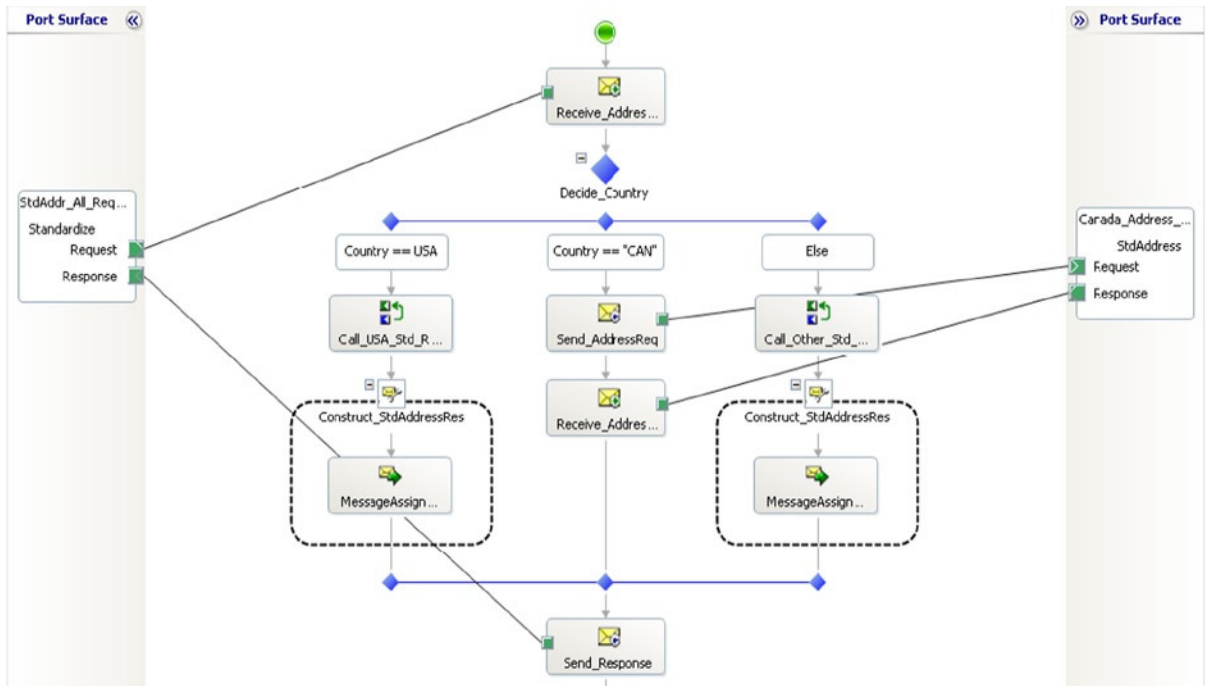 Port Surface
Port Surface
Receive_Addres ...
Decide_Country
StdAddr_All_Req...
Standardize
Request
Response
Carada_Address_...
StdAddress
Request
Response
Country == USA
Country == "CAN"
Else
Call_USA_Std_R ...
Send_AddressReq
Call_Other_Std_...
Construct_StdAddressRes
Receive_Addres...
Construct_StdAddressRes
MessageAssign ...
MessageAssign...
Send_Response